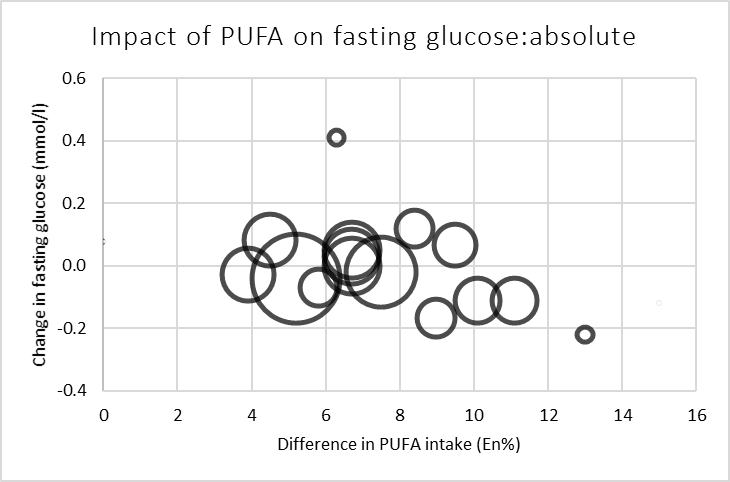 Impact of PUFA on fasting glucose:absolute
Change in fasting glucose (mmol/l)
0.6
0.4
0.2
0.0
-0.2
-0.4
0 2 4 6 8 10 12 14 16
Difference in PUFA intake (En%)